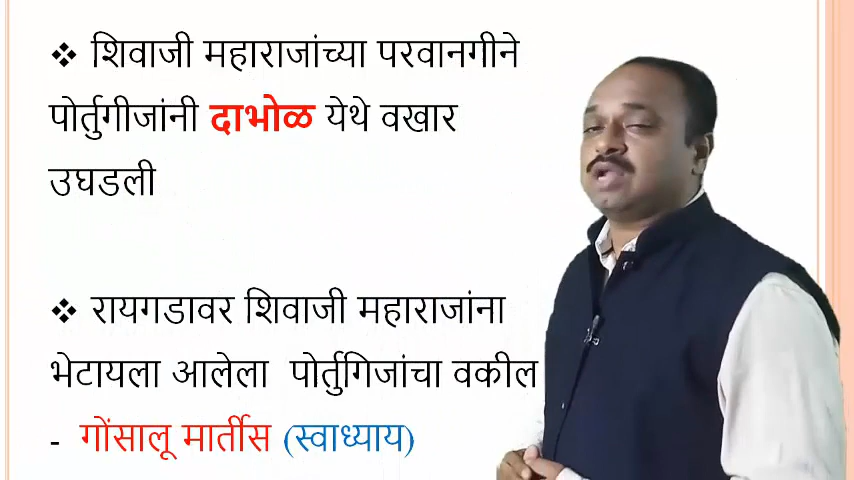 ❖ शिवाजी महाराजांच्या परवानगीने
पोर्तुगीजांनी दाभोळ येथे वखार
उघडली
❖ रायगडावर शिवाजी महाराजांना
भेटायला आलेला पोर्तुगिजांचा वकील
- गोंसालू मार्तीस (स्वाध्याय)